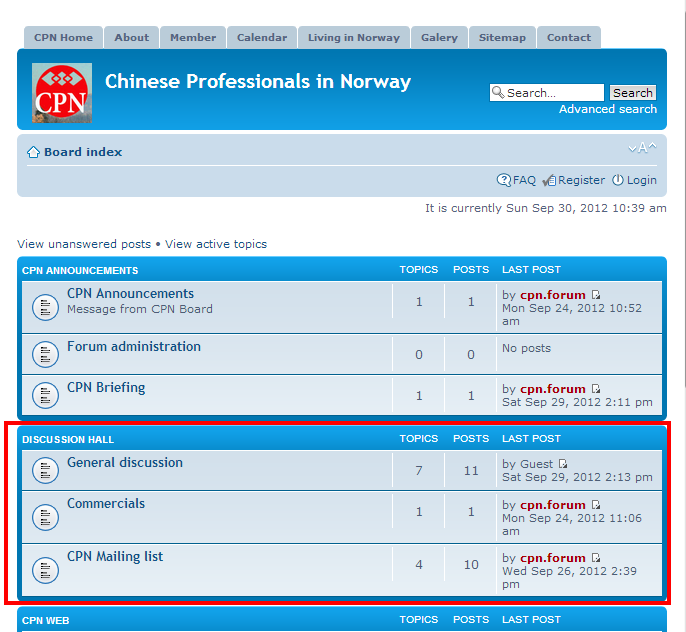 CPN Home About Member Calendar Living in Norway Galery Sitemap Contact
CPN
Chinese Professionals in Norway
Search... Search
Advanced search
Board index
A
FAQ Register Login
It is currently Sun Sep 30, 2012 10:39 am
View unanswered posts • View active topics
CPN ANNOUNCEMENTS TOPICS POSTS LAST POST
CPN Announcements
Message from CPN Board
1 1
by cpn.forum
Mon Sep 24, 2012 10:52
am
Forum administration
0 0 No posts
CPN Briefing
1 1
by cpn.forum
Sat Sep 29, 2012 2:11 pm
DISCUSSION HALL TOPICS POSTS LAST POST
General discussion
7 11
by Guest
Sat Sep 29, 2012 2:13 pm
Commercials
1 1
by cpn.forum
Mon Sep 24, 2012 11:06
am
CPN Mailing list
4 10
by cpn.forum
Wed Sep 26, 2012 2:39
pm
CPN WEB TOPICS POSTS LAST POST